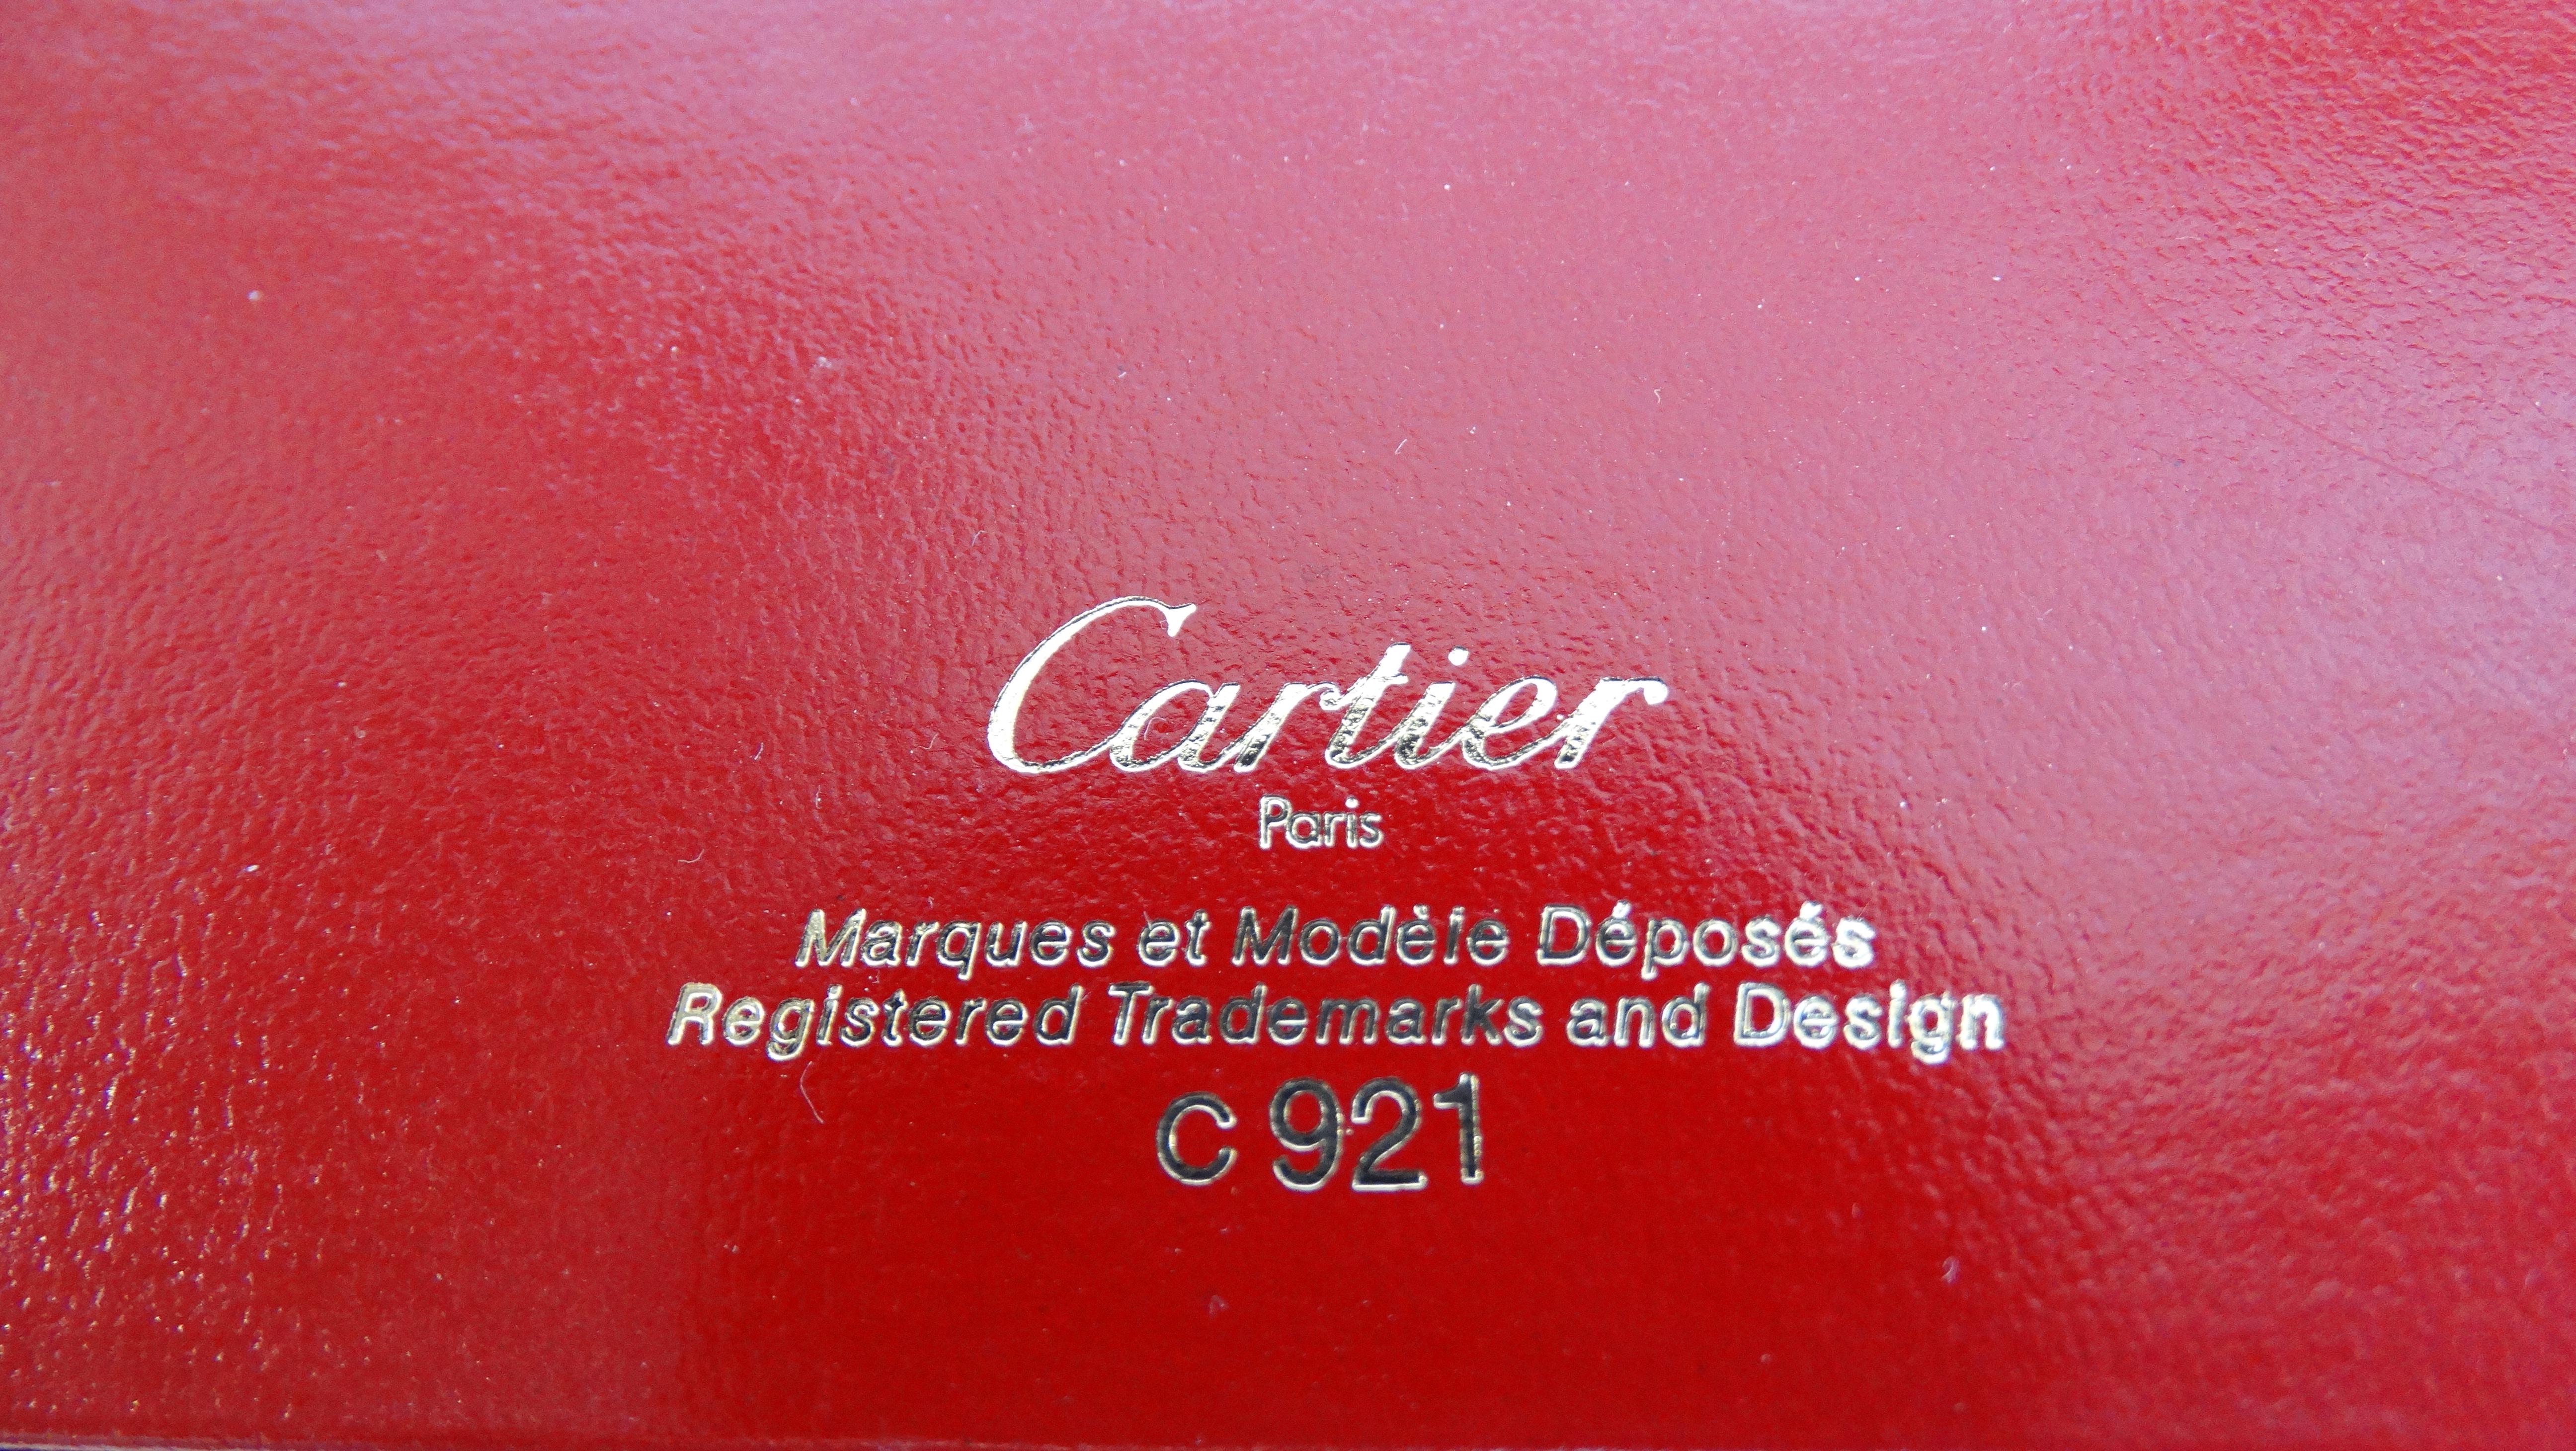 Cartier
Paris
Marques et Modèle Déposés
Registered Trademarks and Design
C 921